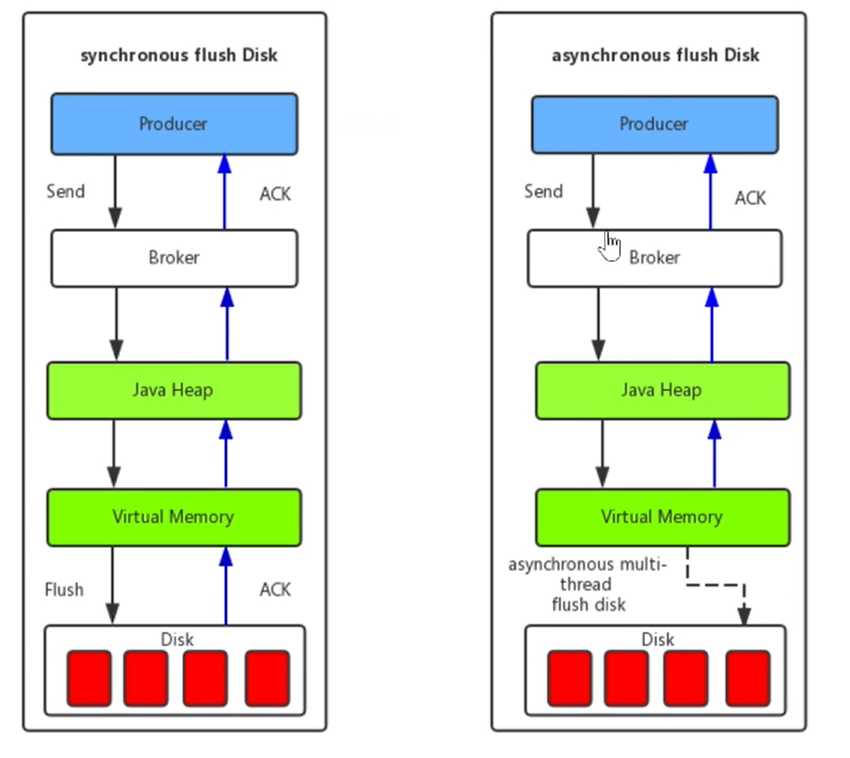 synchronous flush Disk
Producer
Send
ACK
Broker
Java Heap
Virtual Memory
Flush
ACK
Disk
asynchronous flush Disk
Producer
Send
ACK
Broker
Java Heap
Virtual Memory
asynchronous multi-
thread
flush disk
Disk